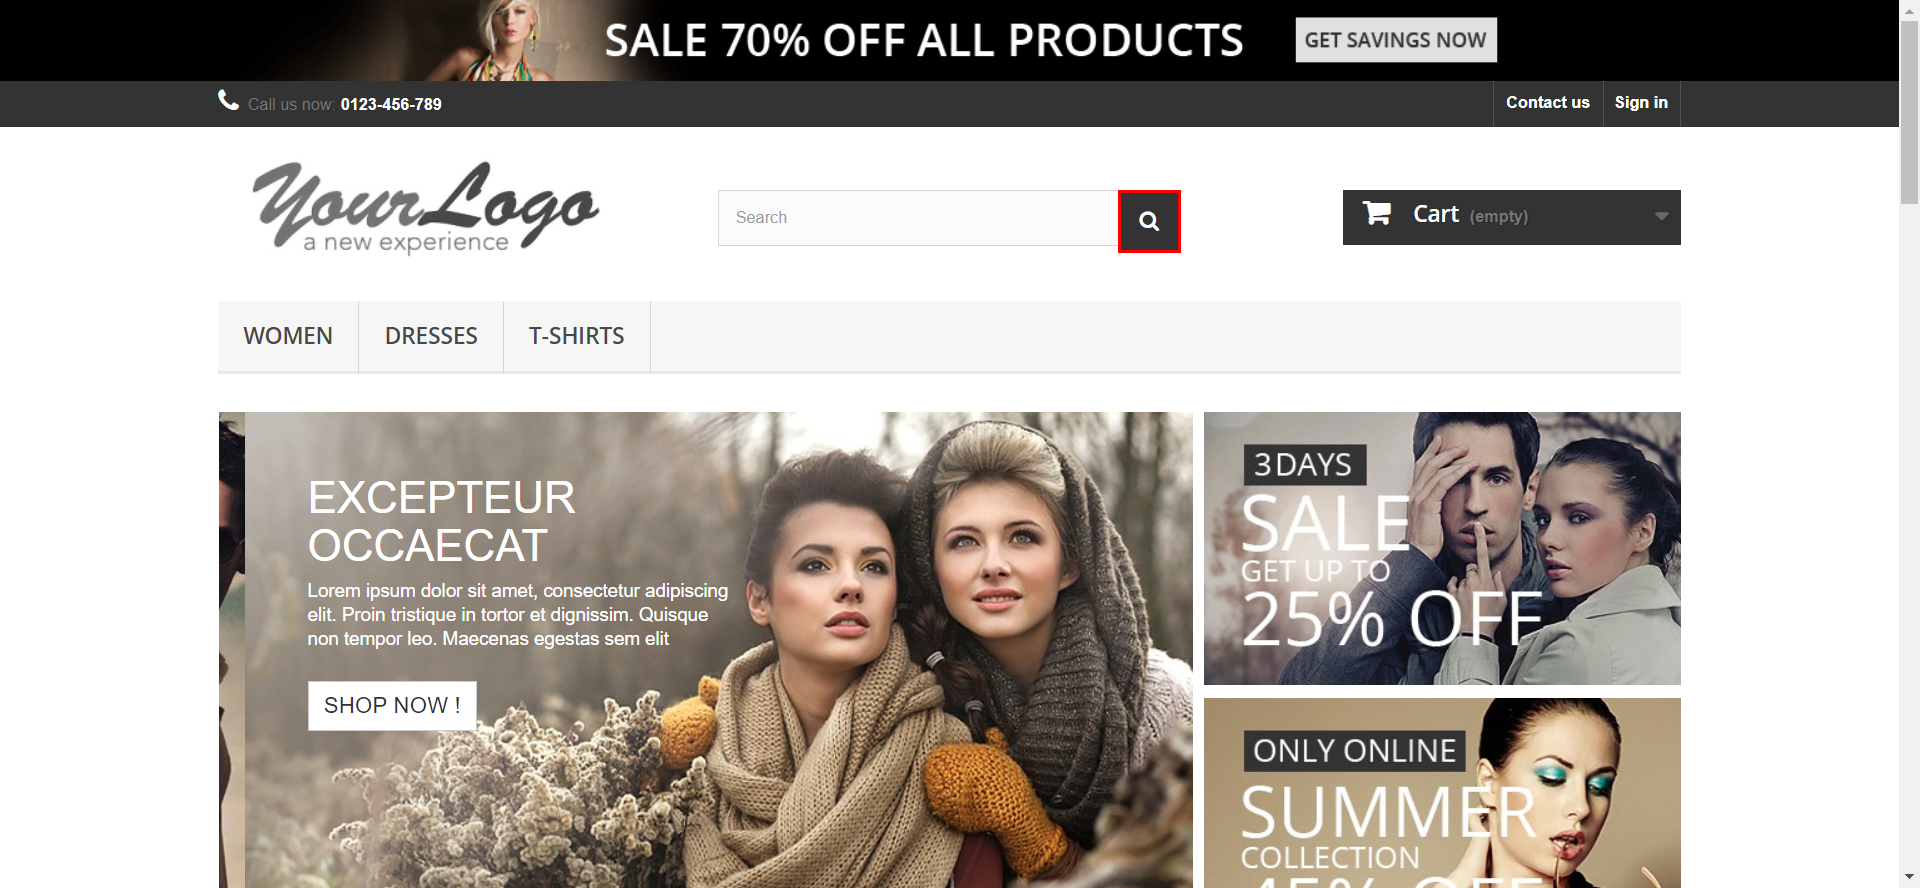 SALE 70% OFF ALL PRODUCTS
GET SAVINGS NOW
Call us now: 0123-456-789
Contact us
Sign in
YourLogo
a new experience
Search
Cart (empty)
WOMEN
DRESSES
T-SHIRTS
EXCEPTEUR
OCCAECAT
Lorem ipsum dolor sit amet, consectetur adipiscing
elit. Proin tristique in tortor et dignissim. Quisque
non tempor leo. Maecenas egestas sem elit
SHOP NOW !
3 DAYS
SALE
GET UP TO
25% OFF
ONLY ONLINE
SUMMER
COLLECTION
45% OFF